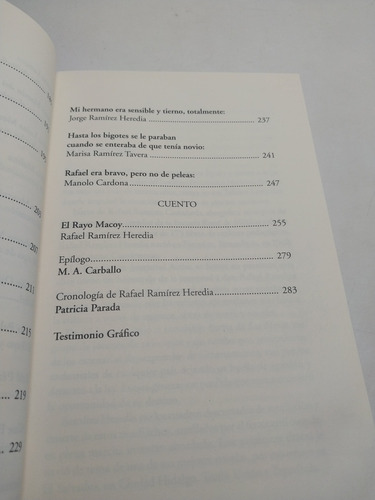 Mi hermano era sensible y tierno, totalmente:
Jorge Ramírez Heredia ........ 237
Hasta los bigotes se le paraban
cuando se enteraba de que tenía novio:
Marisa Ramírez Tavera ........ 241
Rafael era bravo, pero no de peleas:
Manolo Cardona ........ 247
CUENTO
El Rayo Macoy ........ 255
Rafael Ramírez Heredia
Epílogo ........ 279
M. A. Carballo
Cronología de Rafael Ramírez Heredia ........ 283
Patricia Parada
Testimonio Gráfico
211
215
219
229